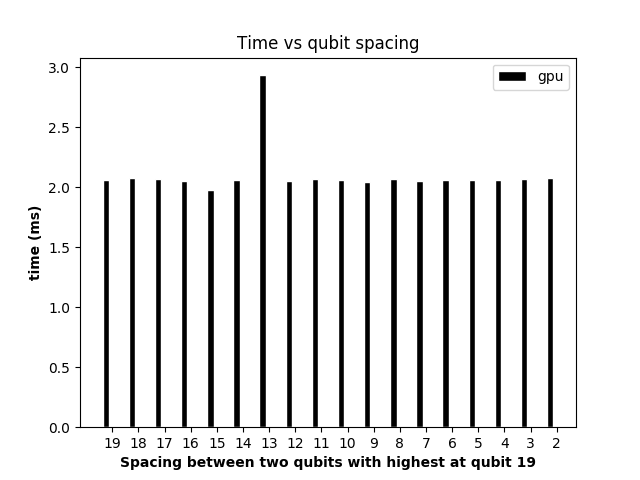 Time vs qubit spacing
gpu
time (ms)
3.0
2.5
2.0
1.5
1.0
0.5
0.0
19 18 17 16 15 14 13 12 11 10 9 8 7 6 5 4 3 2
Spacing between two qubits with highest at qubit 19